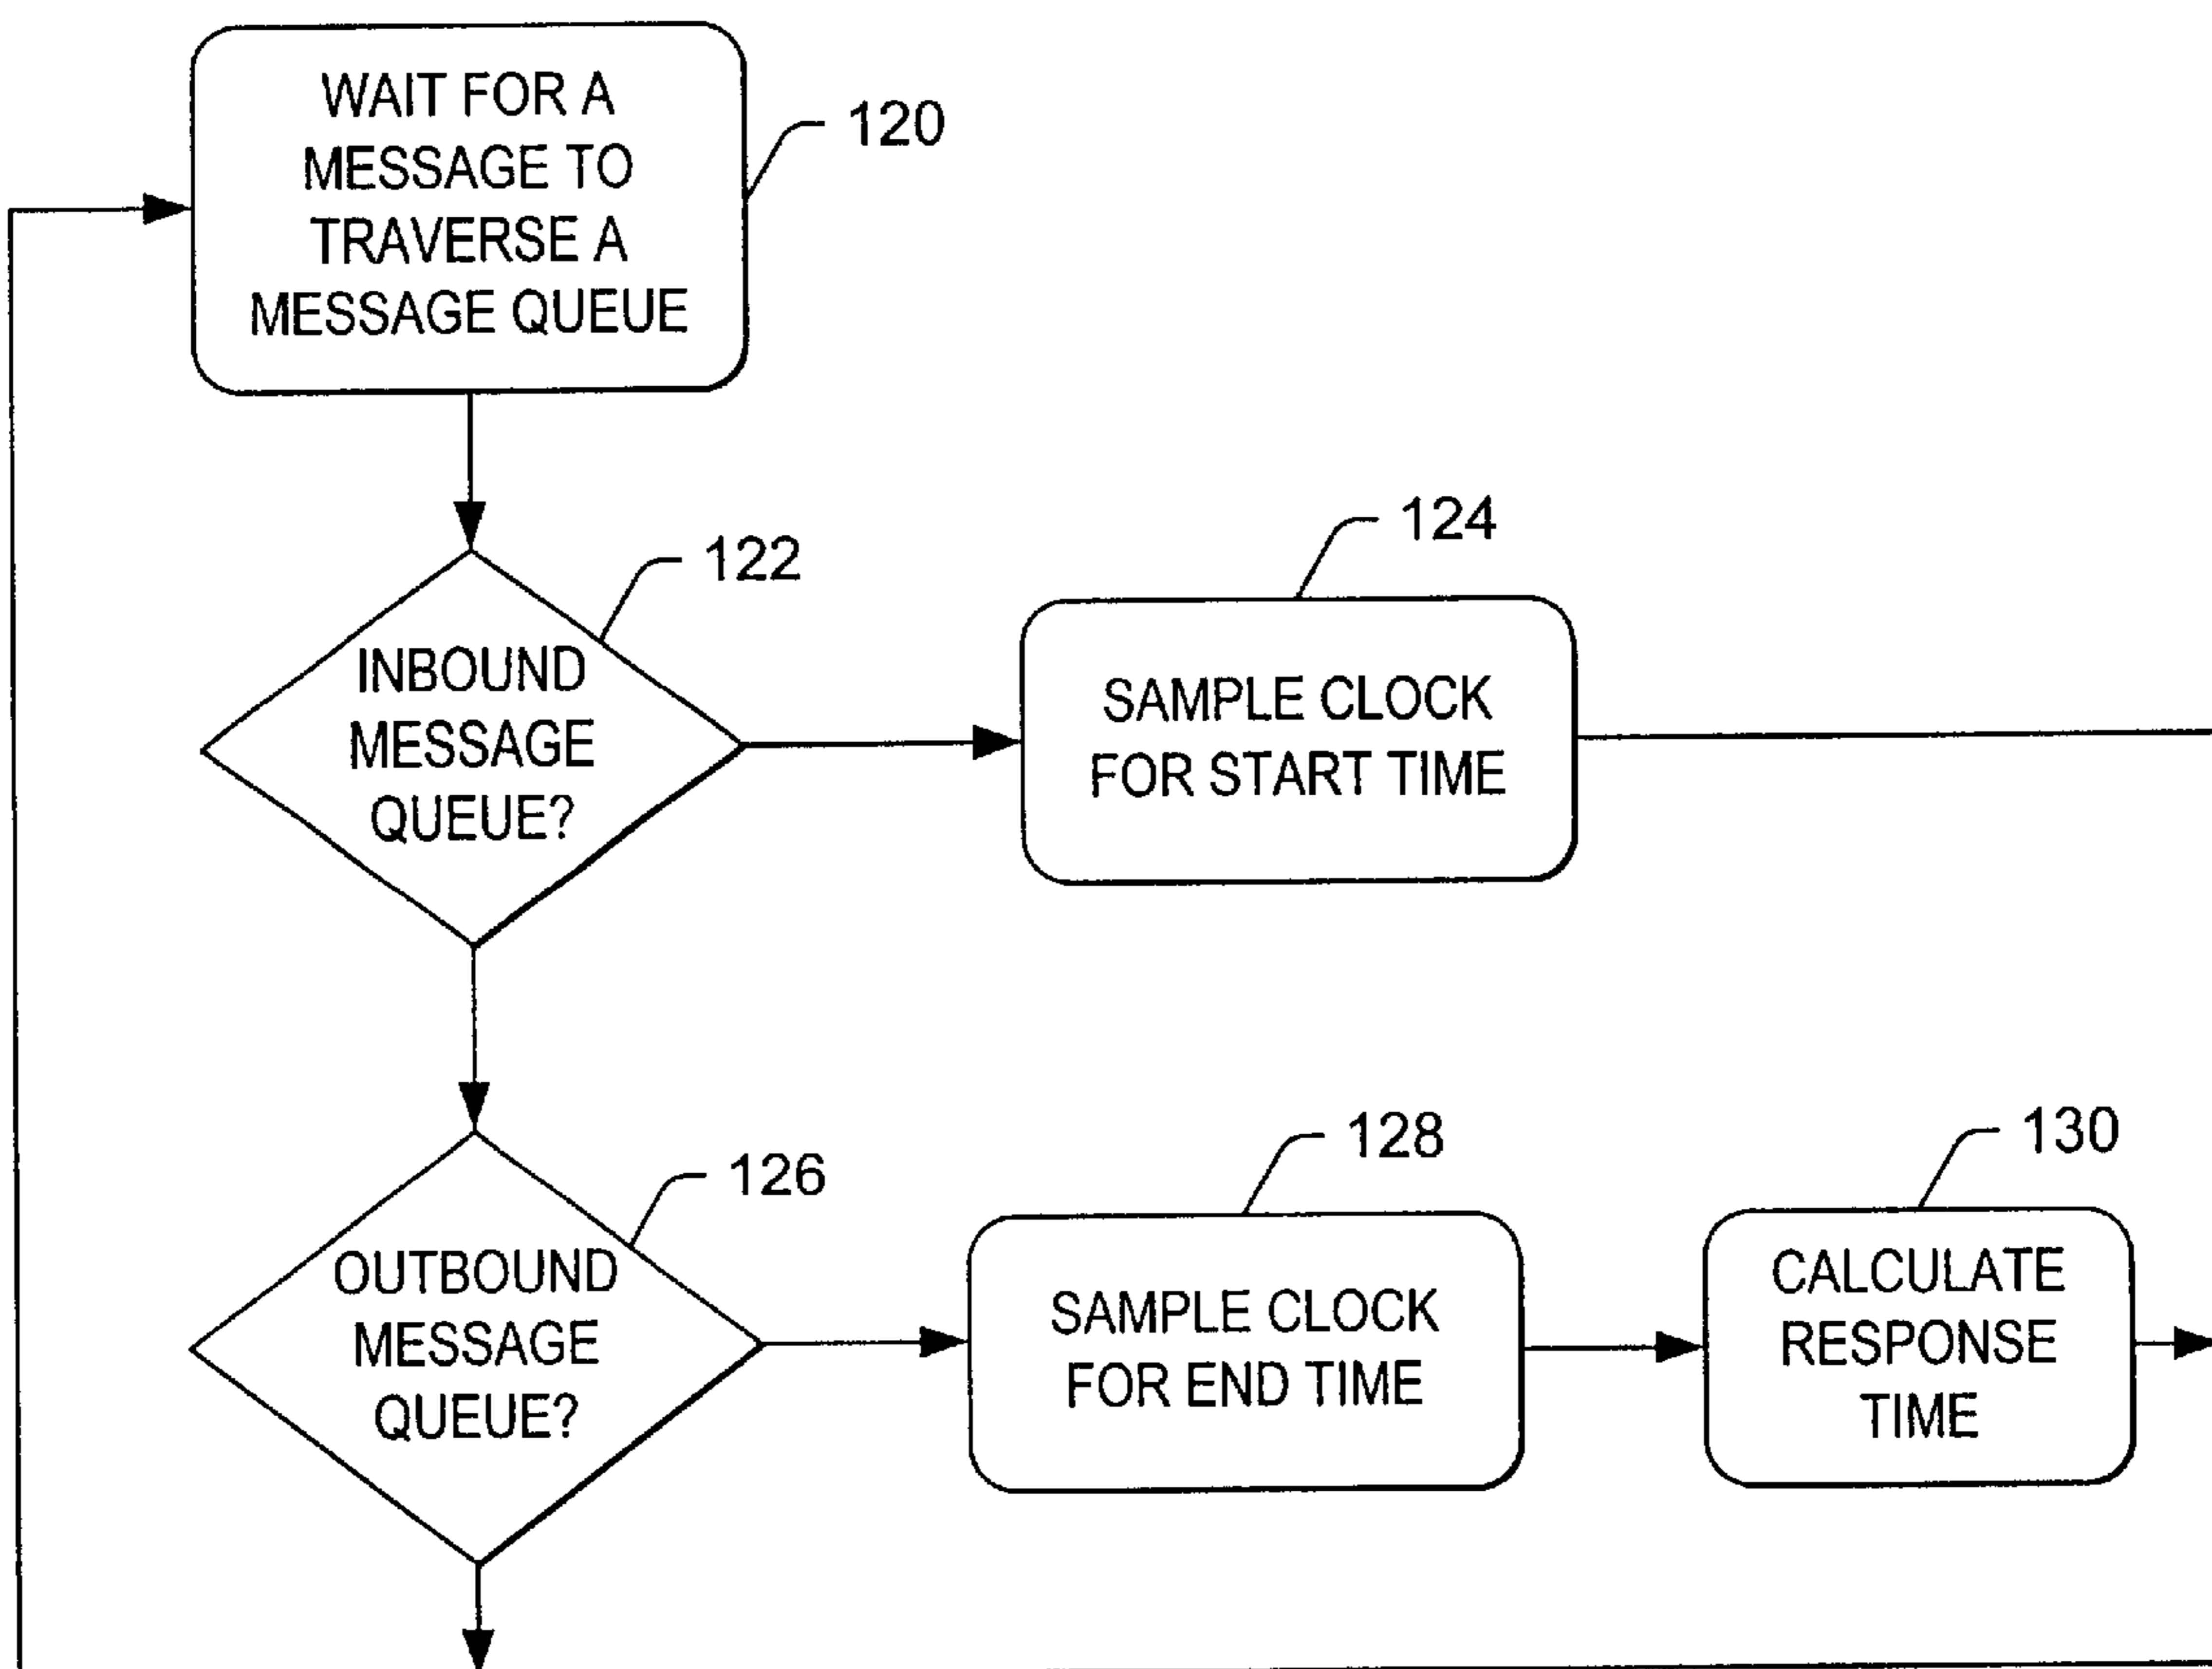 WAIT FOR A
MESSAGE TO
TRAVERSE A
MESSAGE QUEUE
120
122
INBOUND
MESSAGE
QUEUE?
124
SAMPLE CLOCK
FOR START TIME
126
OUTBOUND
MESSAGE
QUEUE?
128
SAMPLE CLOCK
FOR END TIME
130
CALCULATE
RESPONSE
TIME